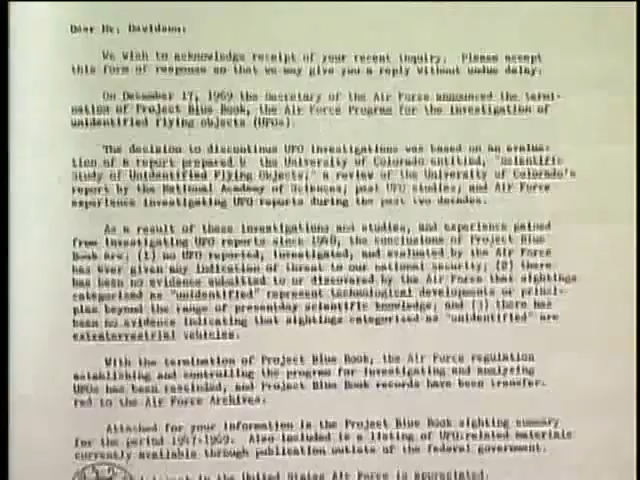 Dear Mr. Davidson:
We wish to acknowledge receipt of your recent inquiry. Please accept
this form of response so that we may give you a reply without undue delay.
On December 17, 1969 the Secretary of the Air Force announced the termi-
nation of Project Blue Book, the Air Force Program for the investigation of
unidentified flying objects (UFOs).
The decision to discontinue UFO investigations was based on an evalua-
tion of a report prepared by the University of Colorado entitled, "Scientific
Study of Unidentified Flying Objects," a review of the University of Colorado's
report by the National Academy of Sciences; past UFO studies; and Air Force
experience investigating UFO reports during the past two decades.
As a result of these investigations and studies, and experience gained
from investigating UFO reports since 1948, the conclusions of Project Blue
Book are: (1) no UFO reported, investigated, and evaluated by the Air Force
has ever given any indication of threat to our national security; (2) there
has been no evidence submitted to or discovered by the Air Force that sightings
categorized as "unidentified" represent technological developments or princi-
ples beyond the range of presentday scientific knowledge; and (3) there has
been no evidence indicating that sightings categorized as "unidentified" are
extraterrestrial vehicles.
With the termination of Project Blue Book, the Air Force regulation
establishing and controlling the program for investigating and analyzing
UFOs has been rescinded, and Project Blue Book records have been transfer-
red to the Air Force Archives.
Attached for your information is the Project Blue Book sighting summary
for the period 1947-1969. Also included is a listing of UFO-related materials
currently available through publication outlets of the federal government.
interest in the United States Air Force is appreciated.